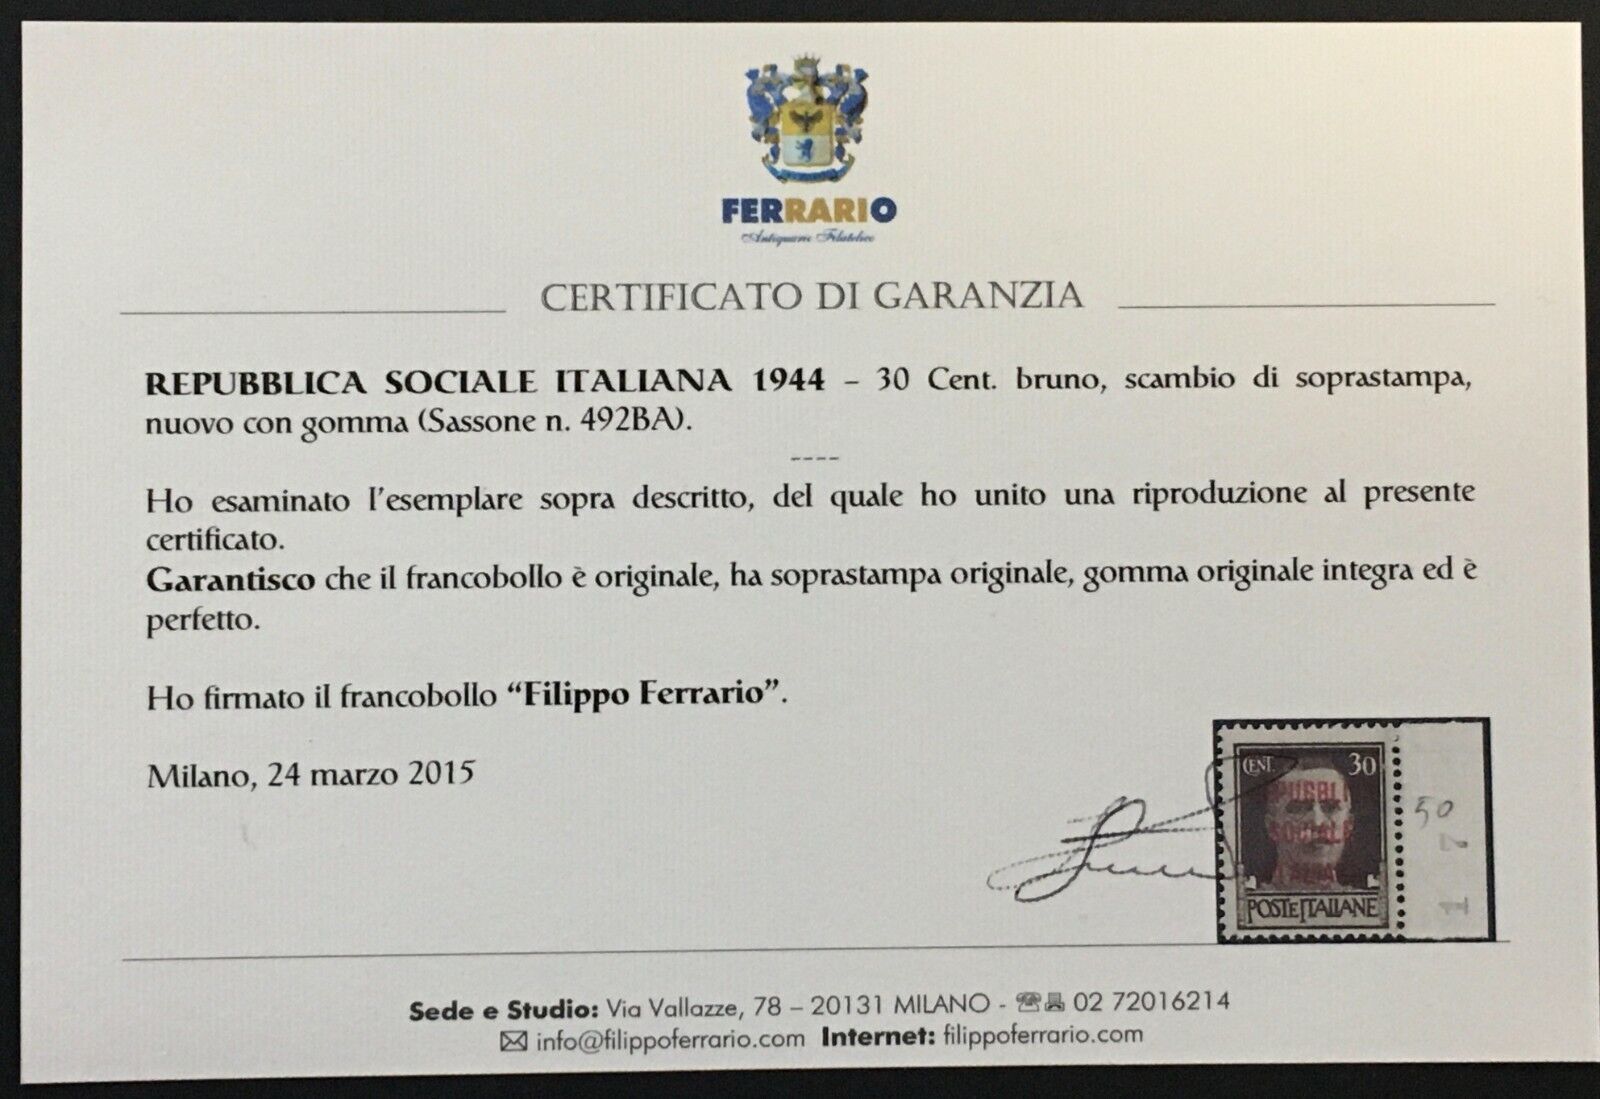 FERRARIO
Antiquario Filatelico
CERTIFICATO DI GARANZIA
REPUBBLICA SOCIALE ITALIANA 1944 – 30 Cent. bruno, scambio di soprastampa,
nuovo con gomma (Sassone n. 492BA).
----
Ho esaminato l'esemplare sopra descritto, del quale ho unito una riproduzione al presente
certificato.
Garantisco che il francobollo è originale, ha soprastampa originale, gomma originale integra ed è
perfetto.
Ho firmato il francobollo “Filippo Ferrario”.
Milano, 24 marzo 2015
CENT. 30
SOCIALE
POSTE ITALIANE
50
1 7
Sede e Studio: Via Vallazze, 78 – 20131 MILANO - 02 72016214
info@filippoferrario.com Internet: filippoferrario.com